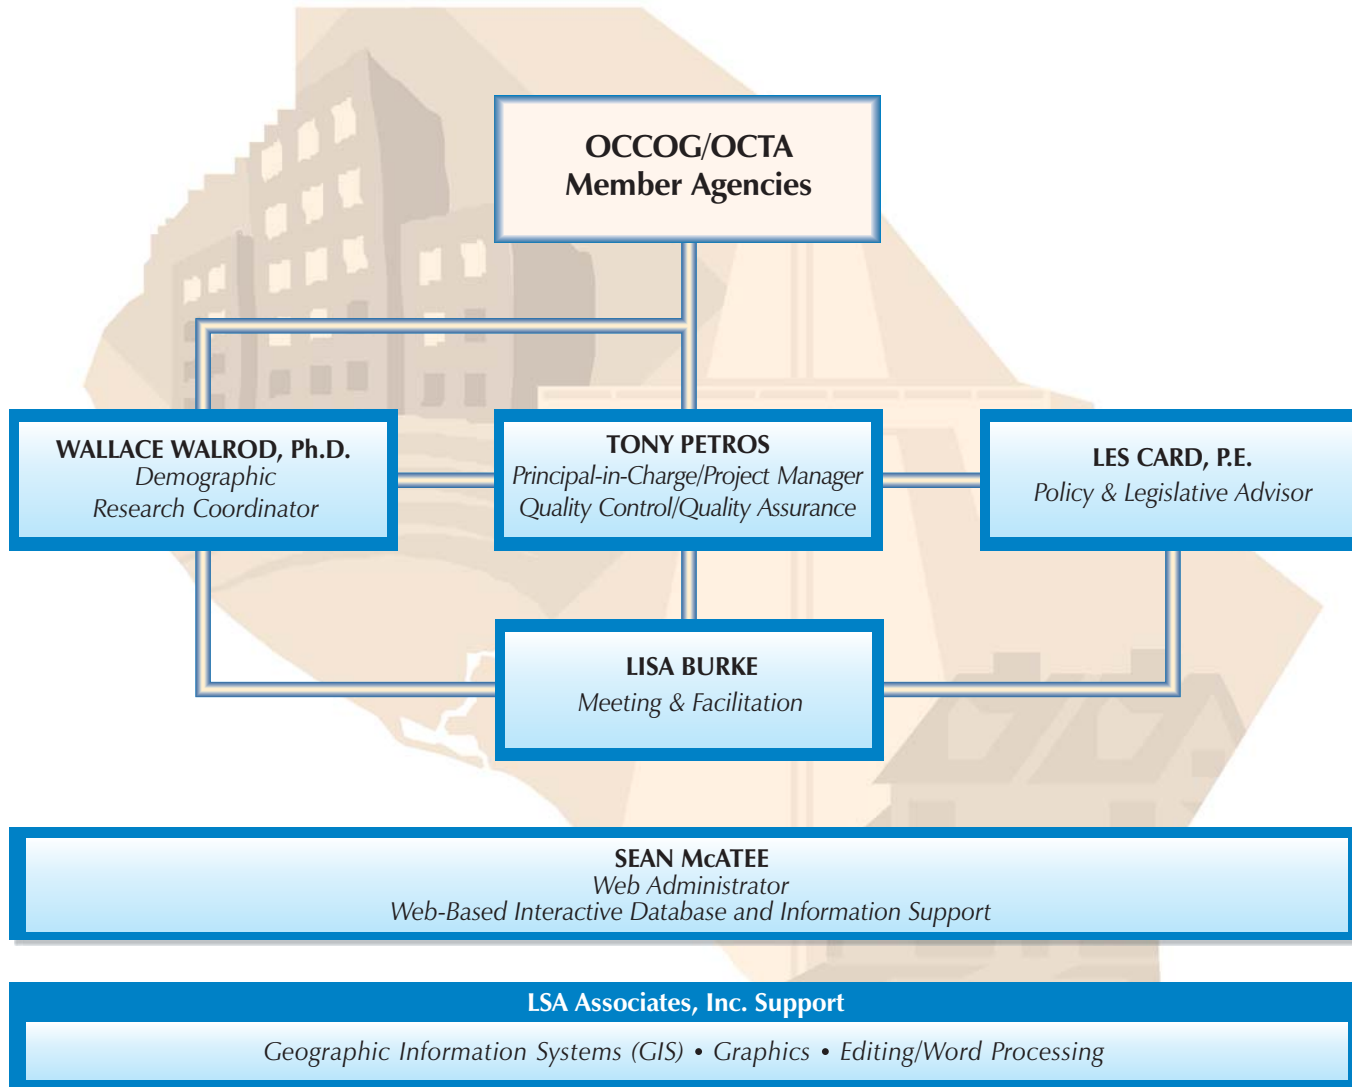 OCCOG/OCTA
Member Agencies
WALLACE WALROD, Ph.D.
Demographic
Research Coordinator
TONY PETROS
Principal-in-Charge/Project Manager
Quality Control/Quality Assurance
LES CARD, P.E.
Policy & Legislative Advisor
LISA BURKE
Meeting & Facilitation
SEAN McATEE
Web Administrator
Web-Based Interactive Database and Information Support
LSA Associates, Inc. Support
Geographic Information Systems (GIS) • Graphics • Editing/Word Processing